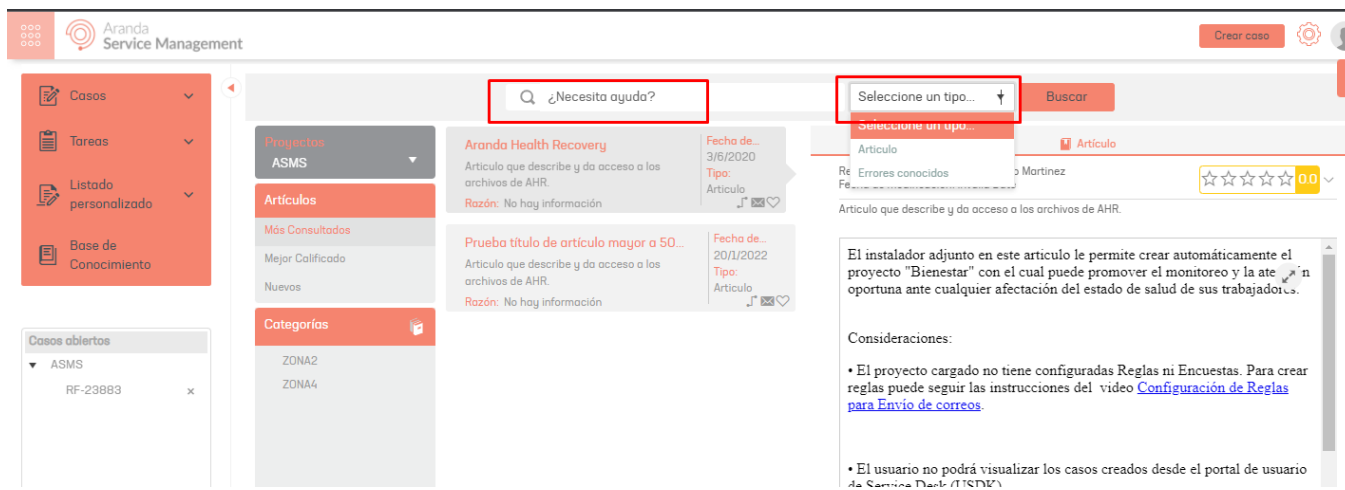 Aranda
Service Management
Crear caso
Casos
Tareas
Listado
personalizado
Base de
Conocimiento
Casos abiertos
ASMS
RF-23883
¿Necesita ayuda?
Seleccione un tipo...
Buscar
Seleccione un tipo...
Articulo
Errores conocidos
Proyectos
ASMS
Artículos
Más Consultados
Mejor Calificado
Nuevos
Categorías
ZONA2
ZONA4
Aranda Health Recovery
Articulo que describe y da acceso a los
archivos de AHR.
Razón: No hay información
Fecha de...
3/6/2020
Tipo:
Articulo
Prueba título de artículo mayor a 50...
Articulo que describe y da acceso a los
archivos de AHR.
Razón: No hay información
Fecha de...
20/1/2022
Tipo:
Articulo
Artículo
Martinez
0.0
Articulo que describe y da acceso a los archivos de AHR.
El instalador adjunto en este articulo le permite crear automáticamente el
proyecto "Bienestar" con el cual puede promover el monitoreo y la atención
oportuna ante cualquier afectación del estado de salud de sus trabajadores.
Consideraciones:
• El proyecto cargado no tiene configuradas Reglas ni Encuestas. Para crear
reglas puede seguir las instrucciones del video Configuración de Reglas
para Envío de correos.
• El usuario no podrá visualizar los casos creados desde el portal de usuario
de Service Desk (USDK)